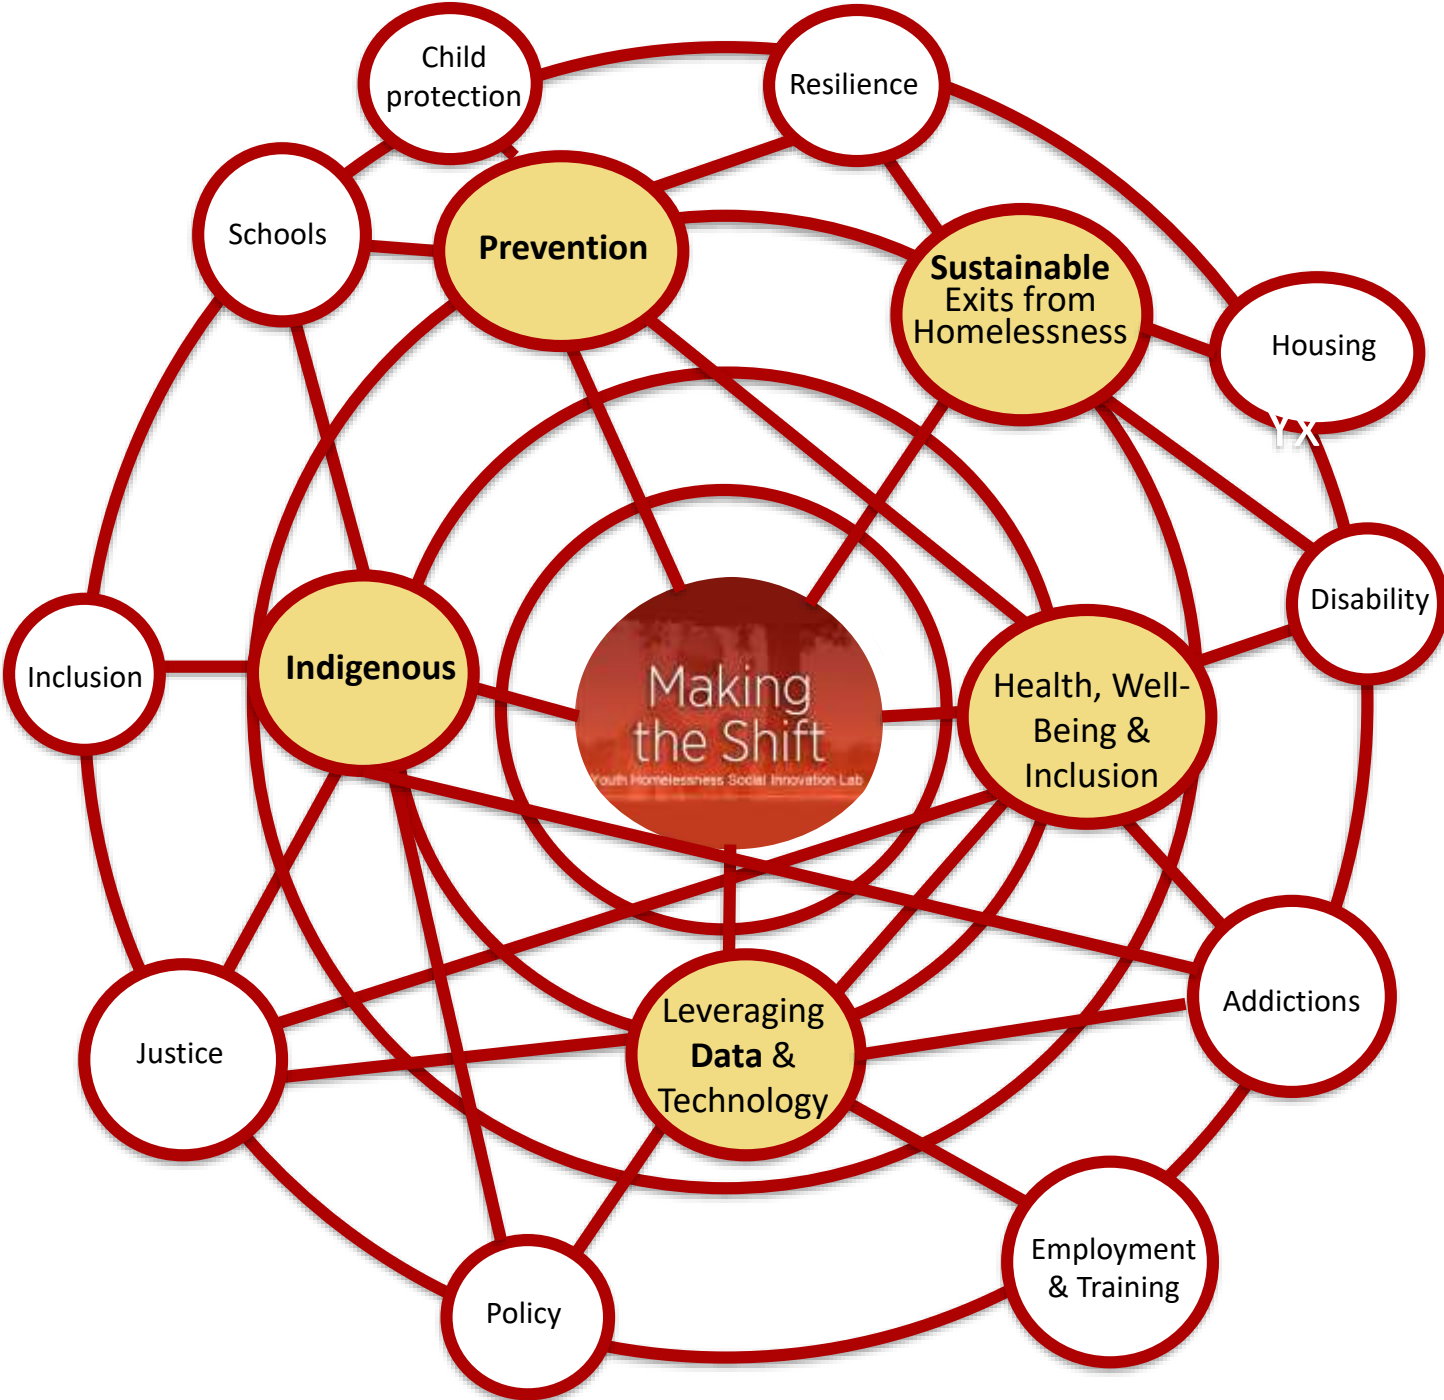 Child
protection
Resilience
Schools
Prevention
Sustainable
Exits from
Homelessness
Housing
YX
Disability
Inclusion
Indigenous
Making
the Shift
Youth Homelessness Social Innovation Lab
Health, Well-
Being &
Inclusion
Justice
Leveraging
Data &
Technology
Addictions
Policy
Employment
& Training